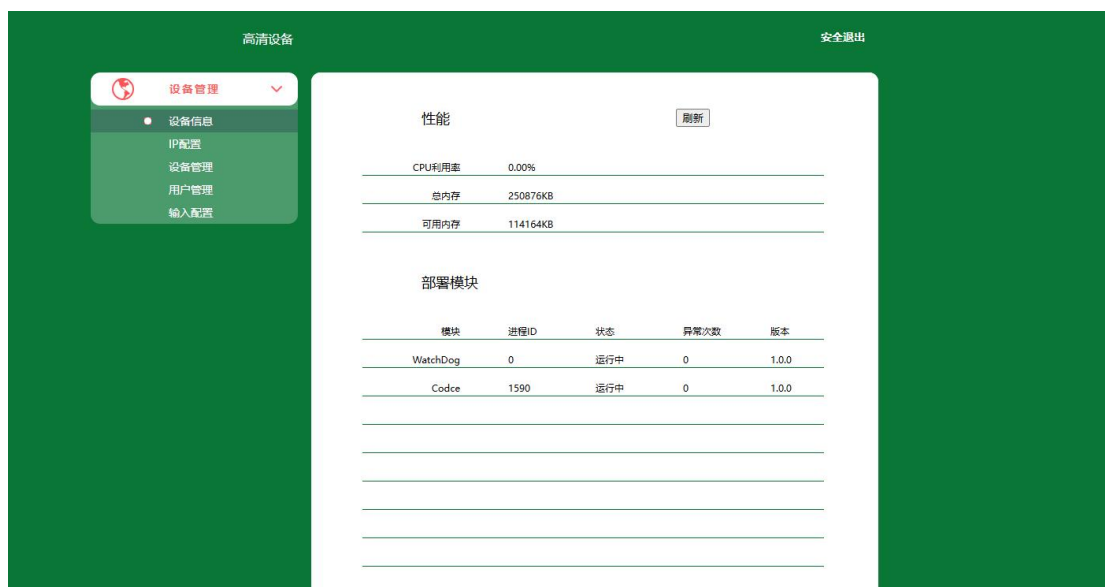 高清设备
安全退出
设备管理
设备信息
IP配置
设备管理
用户管理
输入配置
性能
刷新
CPU利用率 0.00%
总内存 250876KB
可用内存 114164KB
部署模块
模块 进程ID 状态 异常次数 版本
WatchDog 0 运行中 0 1.0.0
Codce 1590 运行中 0 1.0.0